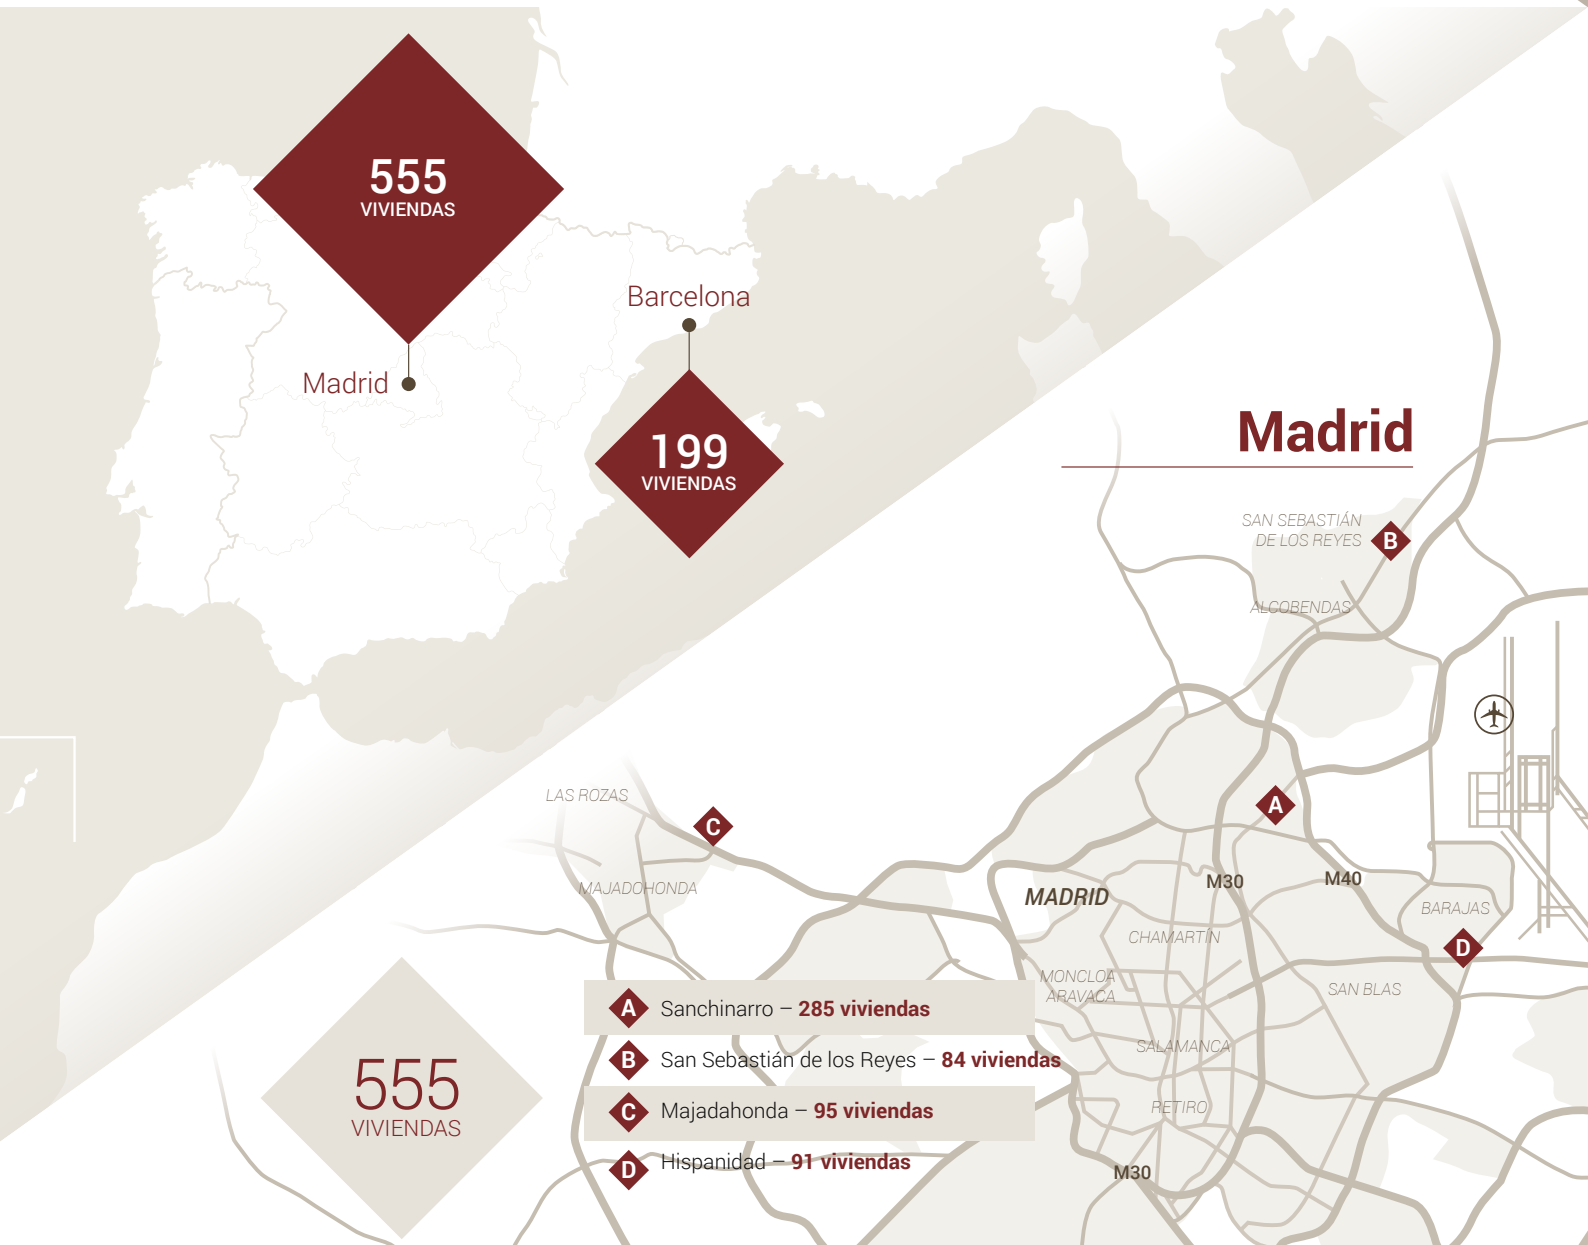 555
VIVIENDAS
Barcelona
Madrid
199
VIVIENDAS
Madrid
SAN SEBASTIÁN
DE LOS REYES
B
ALCOBENDAS
LAS ROZAS
C
A
MAJADOHONDA
M30
M40
MADRID
BARAJAS
CHAMARTÍN
D
MONCLOA
ARAVACA
SAN BLAS
SALAMANCA
RETIRO
M30
555
VIVIENDAS
A Sanchinarro – 285 viviendas
B San Sebastián de los Reyes – 84 viviendas
C Majadahonda – 95 viviendas
D Hispanidad – 91 viviendas